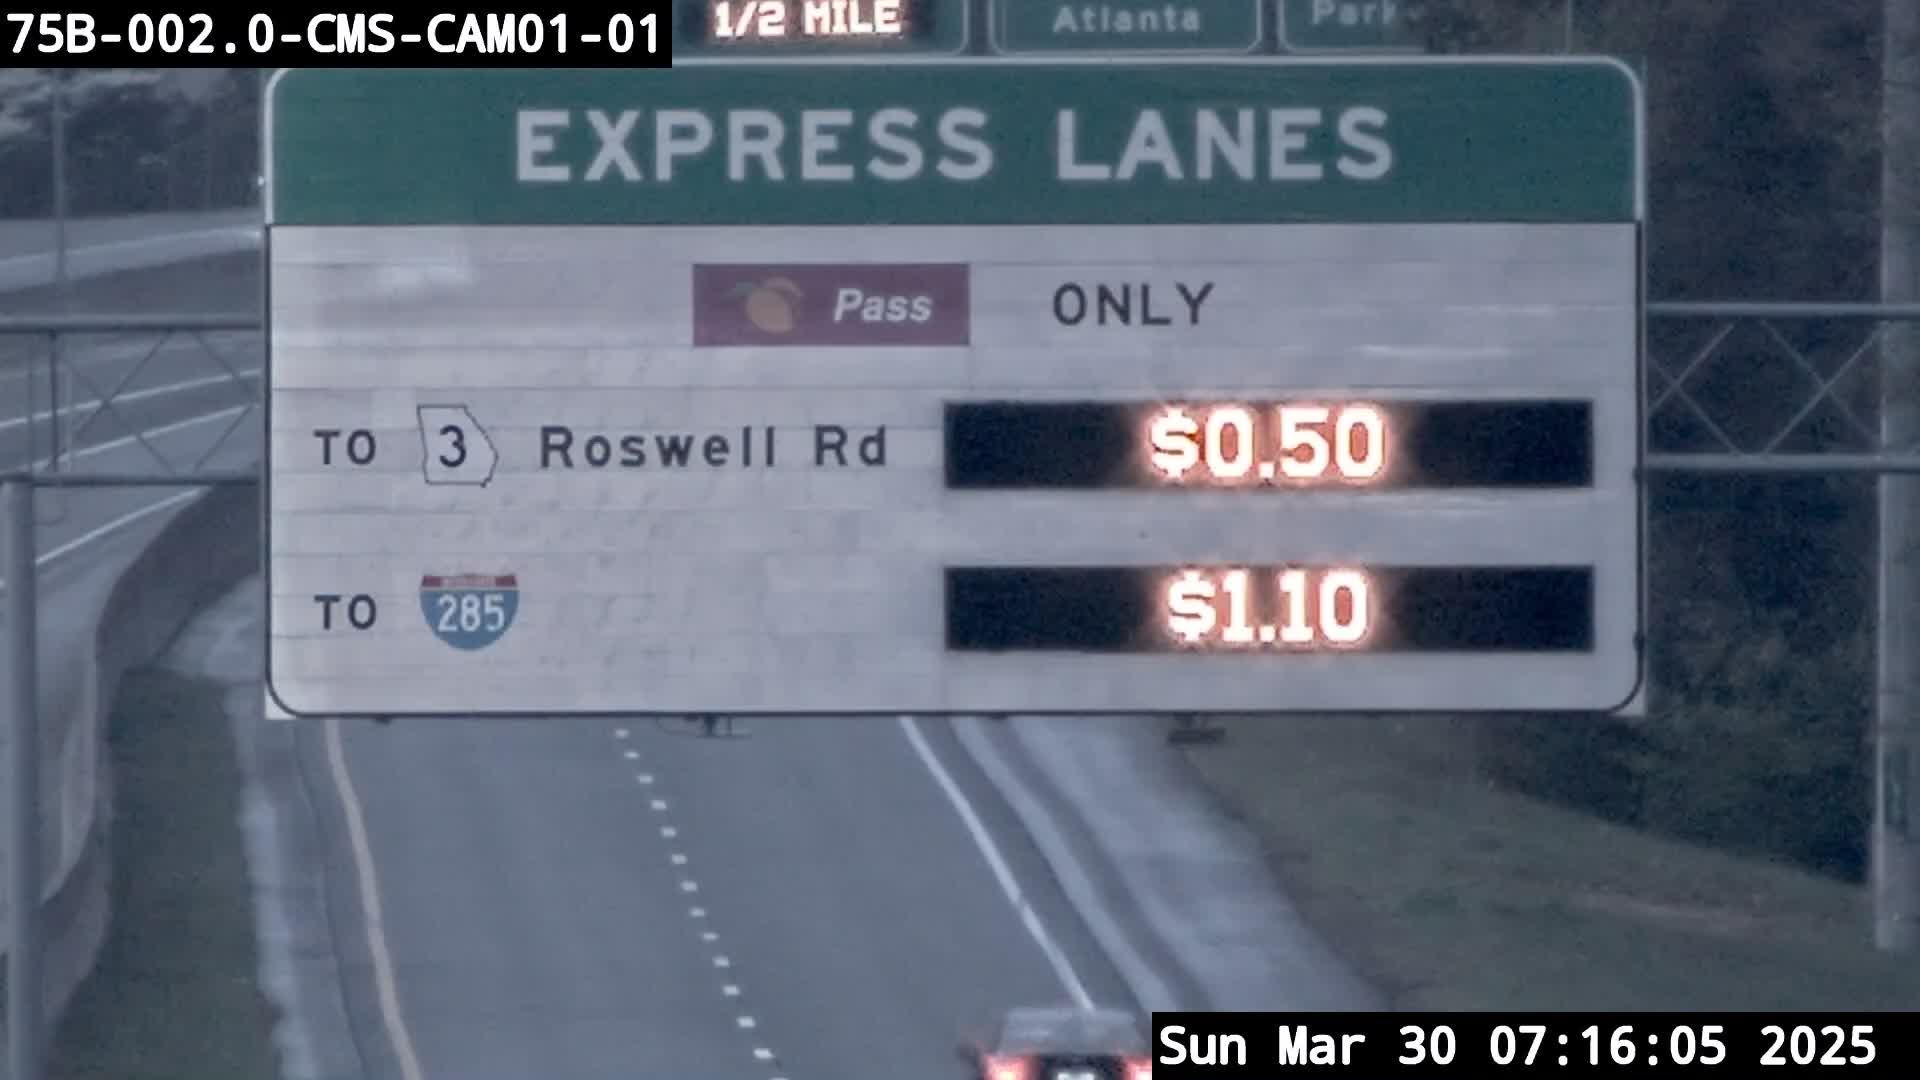 75B-002.0-CMS-CAM01-01
1/2 MILE
Atlanta
Park
EXPRESS LANES
Pass ONLY
TO 3 Roswell Rd $0.50
TO 285 $1.10
Sun Mar 30 07:16:05 2025